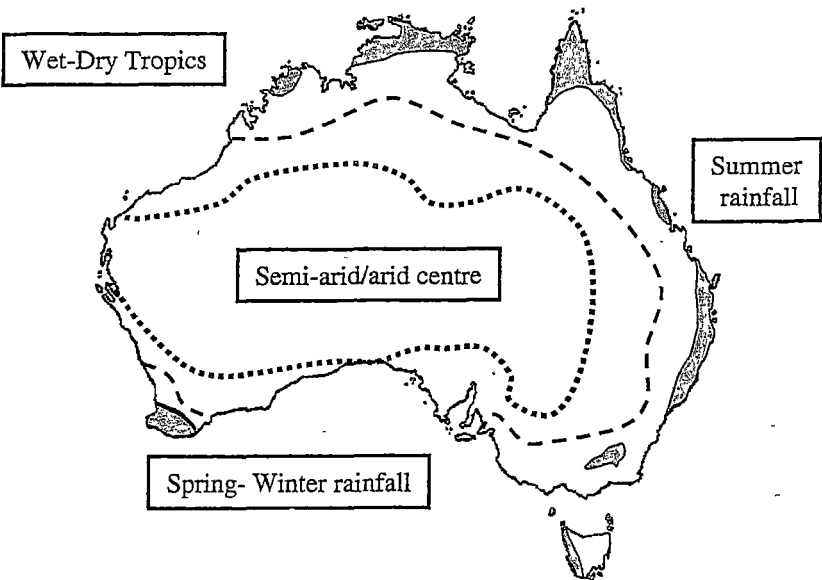 Wet-Dry Tropics
Summer
rainfall
Semi-arid/arid centre
Spring- Winter rainfall